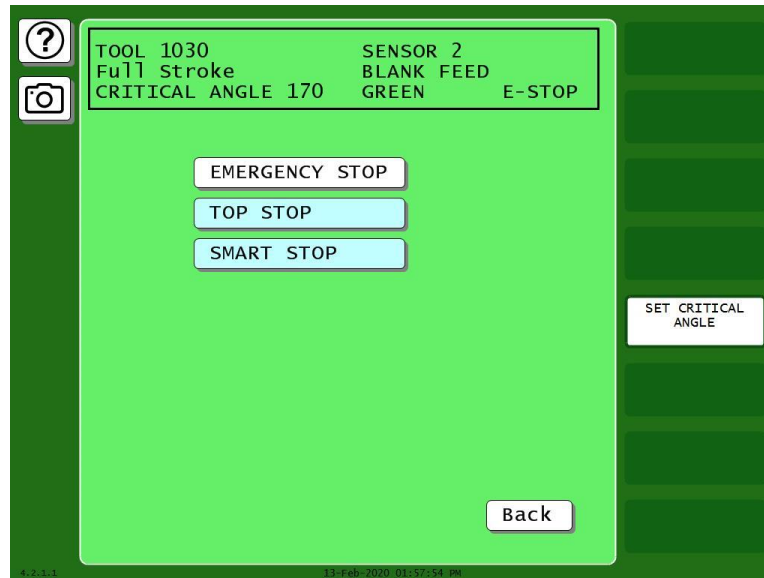 ?
TOOL 1030 SENSOR 2
Full Stroke BLANK FEED
CRITICAL ANGLE 170 GREEN E-STOP
EMERGENCY STOP
TOP STOP
SMART STOP
SET CRITICAL
ANGLE
Back
4.2.1.1 13-Feb-2020 01:57:54 PM